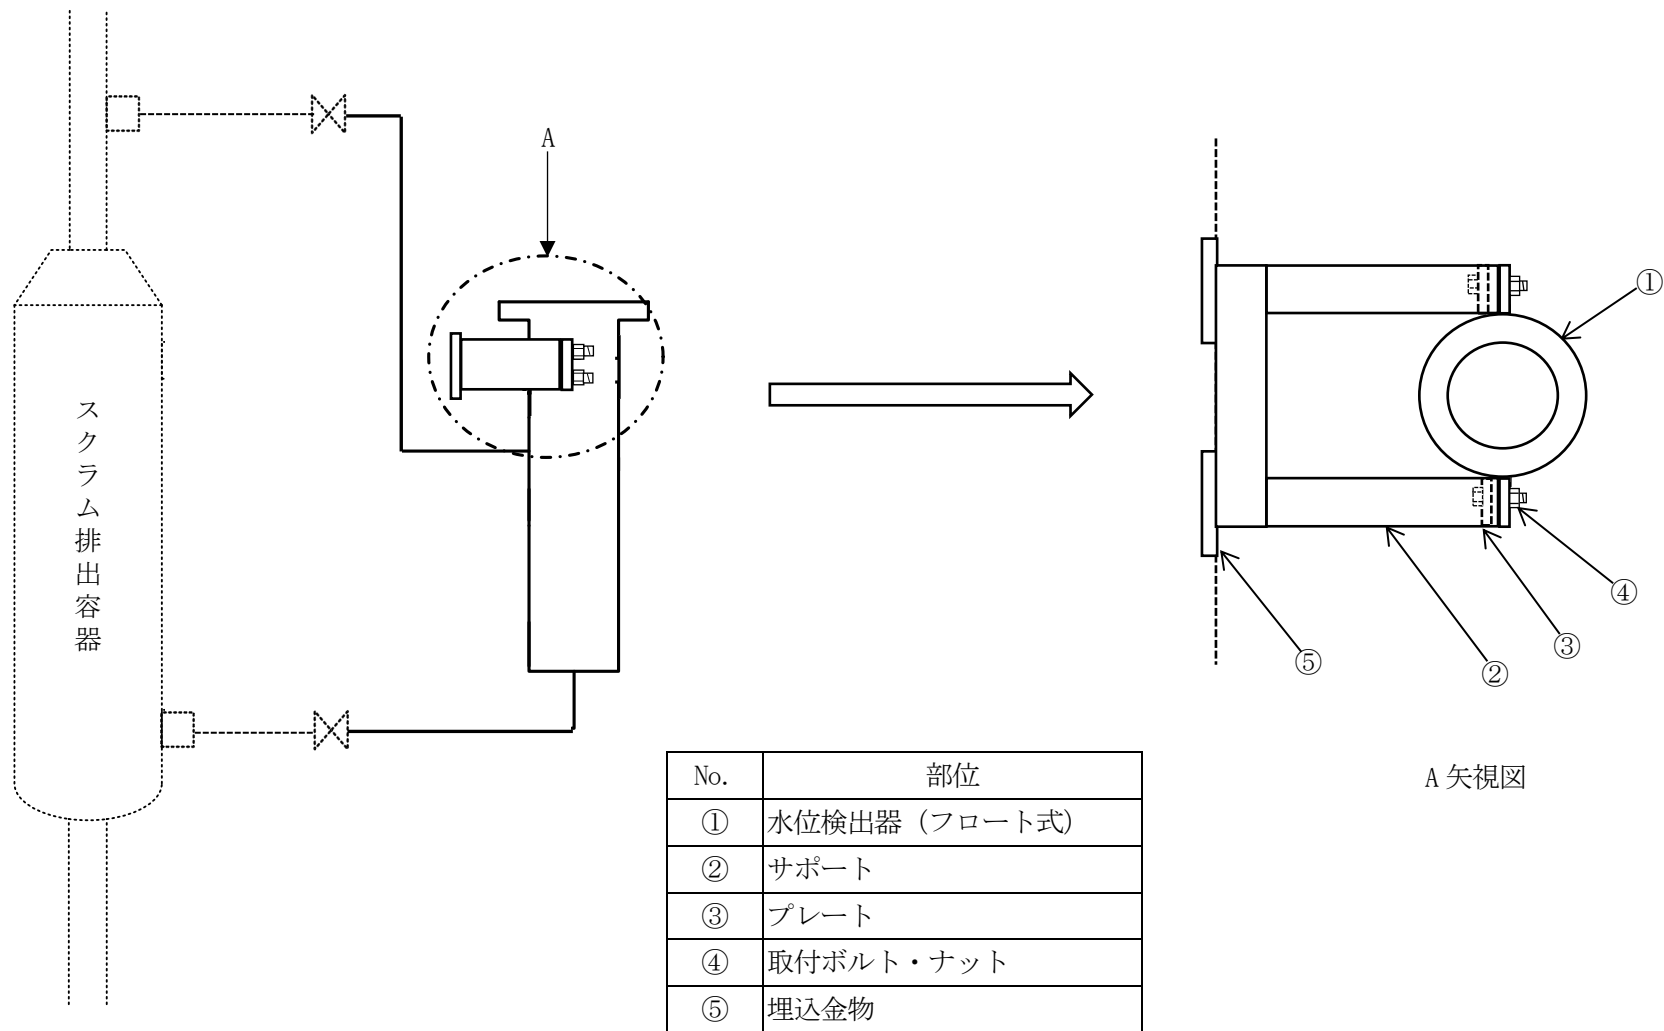 A
スクラム排出容器
①
④
③
⑤
②
A 矢視図
No. 部位
① 水位検出器（フロート式）
② サポート
③ プレート
④ 取付ボルト・ナット
⑤ 埋込金物